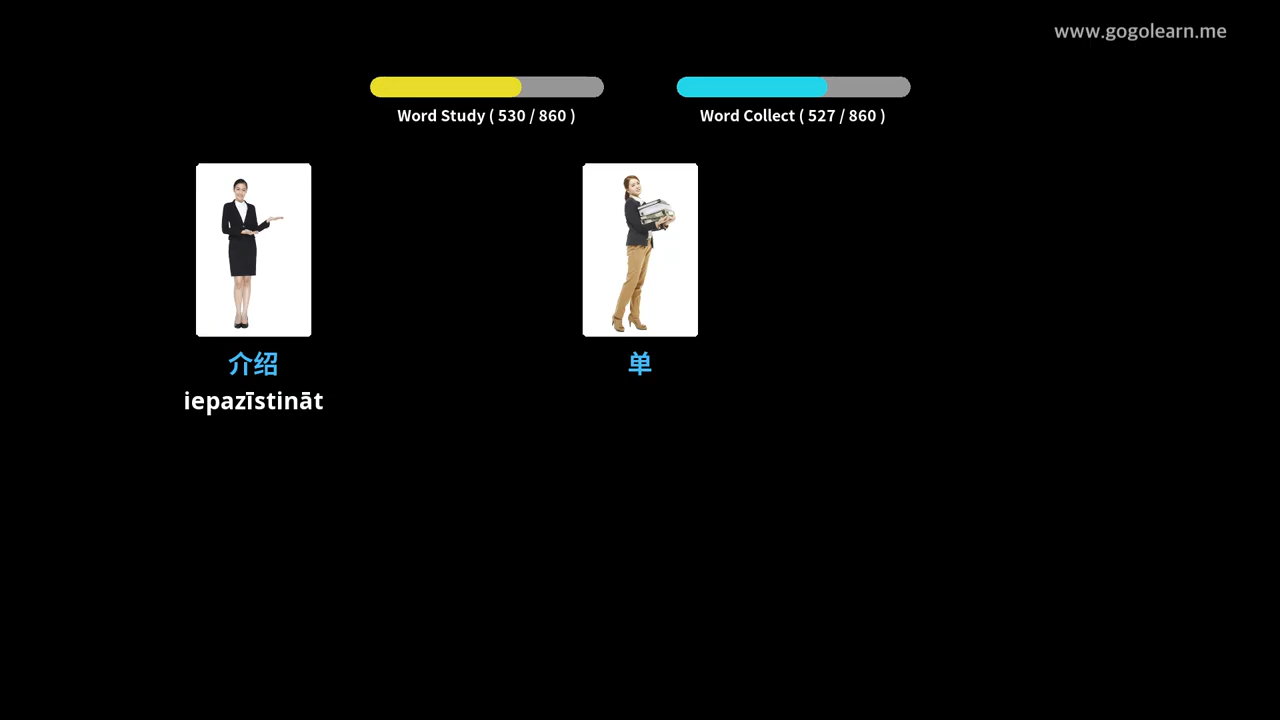 www.gogolearn.me
Word Study ( 530 / 860 )
Word Collect ( 527 / 860 )
介绍
单
iepazīstināt